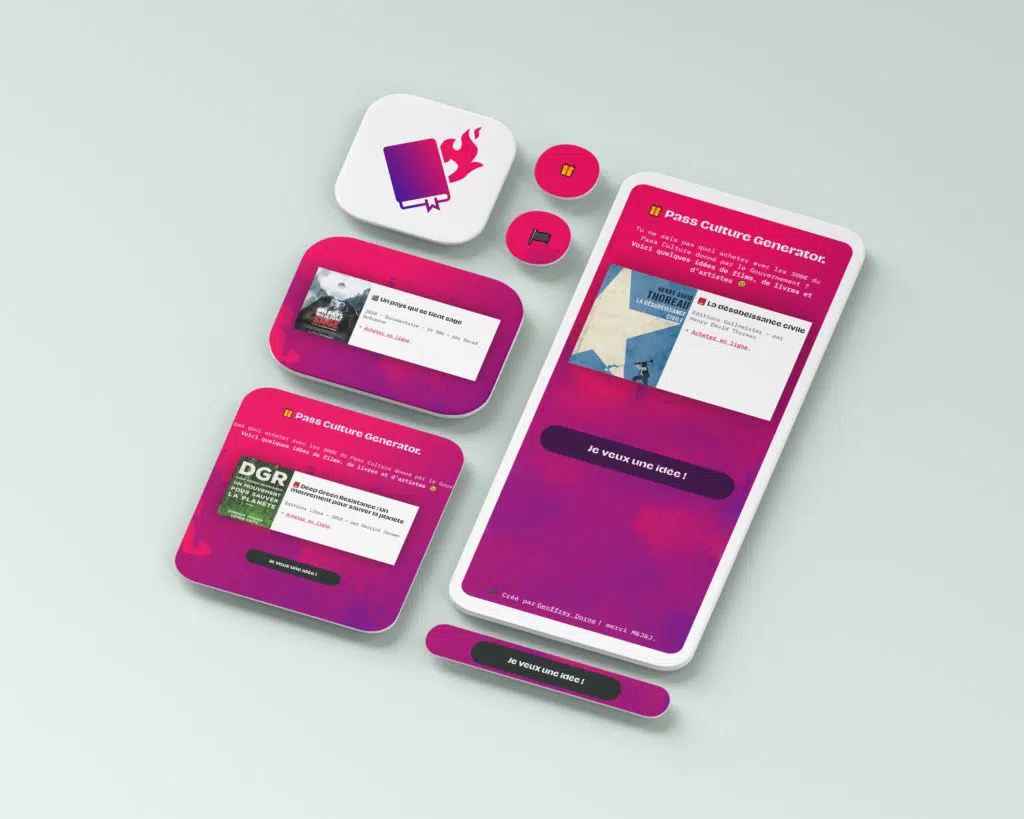 Pass Culture Generator.
Tu ne sais pas quoi acheter avec les 300€ du
Pass Culture donné par le Gouvernement ?
Voici quelques idées de films, de livres et
d'artistes
HENRY DAVID
THOREAU
LA DÉSOBÉISSANCE
CIVILE
La désobéissance civile
Éditions Gallmeister — par
Henry David Thoreau
→ Achetez en ligne.
Je veux une idée !
Créé par Geoffrey Dorne | merci M&J&J.
Un pays qui se tient sage
2020 - Documentaire - 1h 26m — par David
Dufresne
→ Achetez en ligne.
Pass Culture Generator.
pas quoi acheter avec les 300€ du Pass Culture donné par le Gouv
Voici quelques idées de films, de livres et d'artistes
DGR
UN MOUVEMENT
POUR SAUVER
LA PLANÈTE
Deep Green Resistance : Un
mouvement pour sauver la planète
Éditions Libre — 2018 — par Derrick Jensen
→ Achetez en ligne.
Je veux une idée !
Je veux une idée !